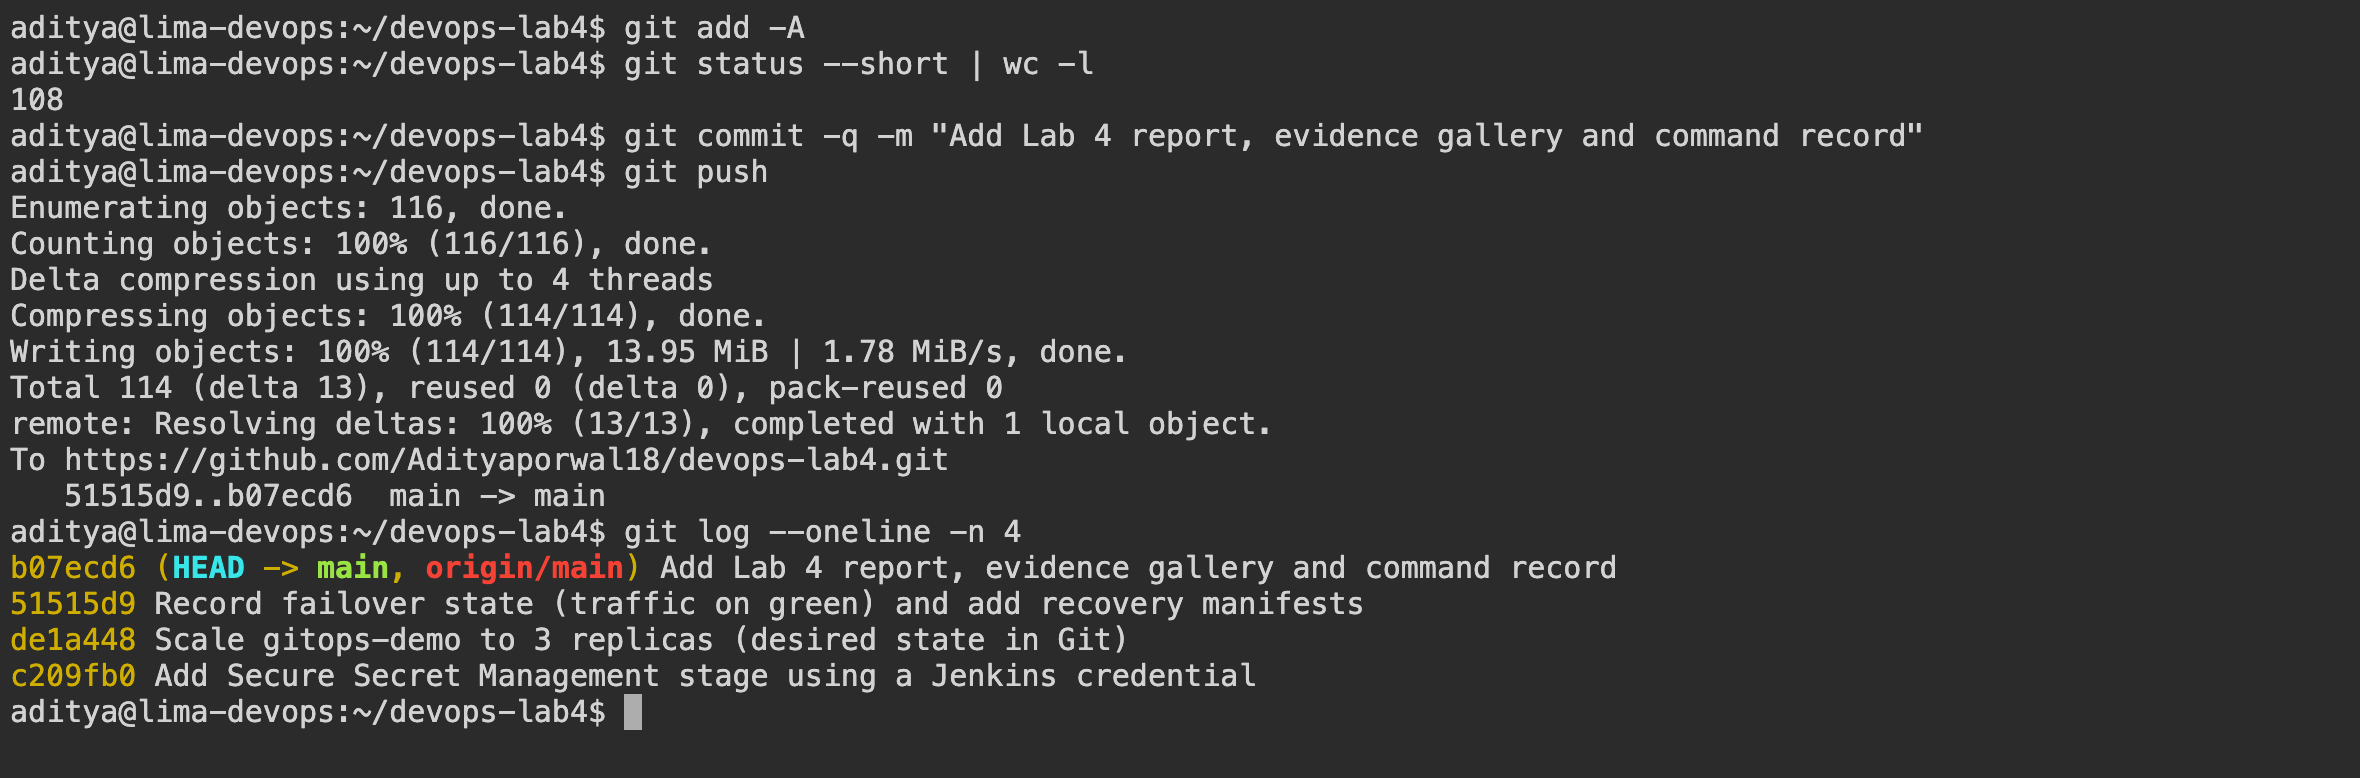 aditya@lima-devops:~/devops-lab4$ git add -A
aditya@lima-devops:~/devops-lab4$ git status --short | wc -l
108
aditya@lima-devops:~/devops-lab4$ git commit -q -m "Add Lab 4 report, evidence gallery and command record"
aditya@lima-devops:~/devops-lab4$ git push
Enumerating objects: 116, done.
Counting objects: 100% (116/116), done.
Delta compression using up to 4 threads
Compressing objects: 100% (114/114), done.
Writing objects: 100% (114/114), 13.95 MiB | 1.78 MiB/s, done.
Total 114 (delta 13), reused 0 (delta 0), pack-reused 0
remote: Resolving deltas: 100% (13/13), completed with 1 local object.
To https://github.com/Adityaporwal18/devops-lab4.git
   51515d9..b07ecd6  main -> main
aditya@lima-devops:~/devops-lab4$ git log --oneline -n 4
b07ecd6 (HEAD -> main, origin/main) Add Lab 4 report, evidence gallery and command record
51515d9 Record failover state (traffic on green) and add recovery manifests
de1a448 Scale gitops-demo to 3 replicas (desired state in Git)
c209fb0 Add Secure Secret Management stage using a Jenkins credential
aditya@lima-devops:~/devops-lab4$